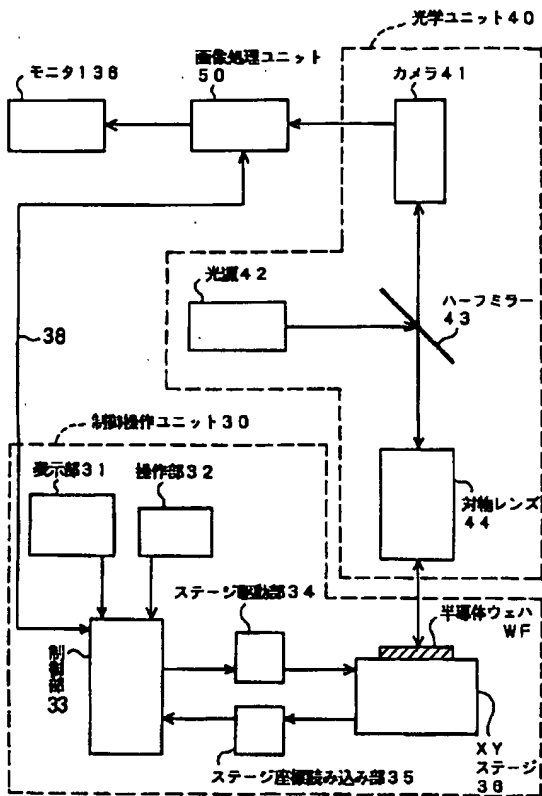 光学ユニット40
画像処理ユニット
50
モニタ136
カメラ41
光源42
ハーフミラー
43
38
制御操作ユニット30
表示部31
操作部32
対物レンズ
44
ステージ駆動部34
半導体ウェハ
WF
制御部
33
ステージ座標読み込み部35
XY
ステージ
36